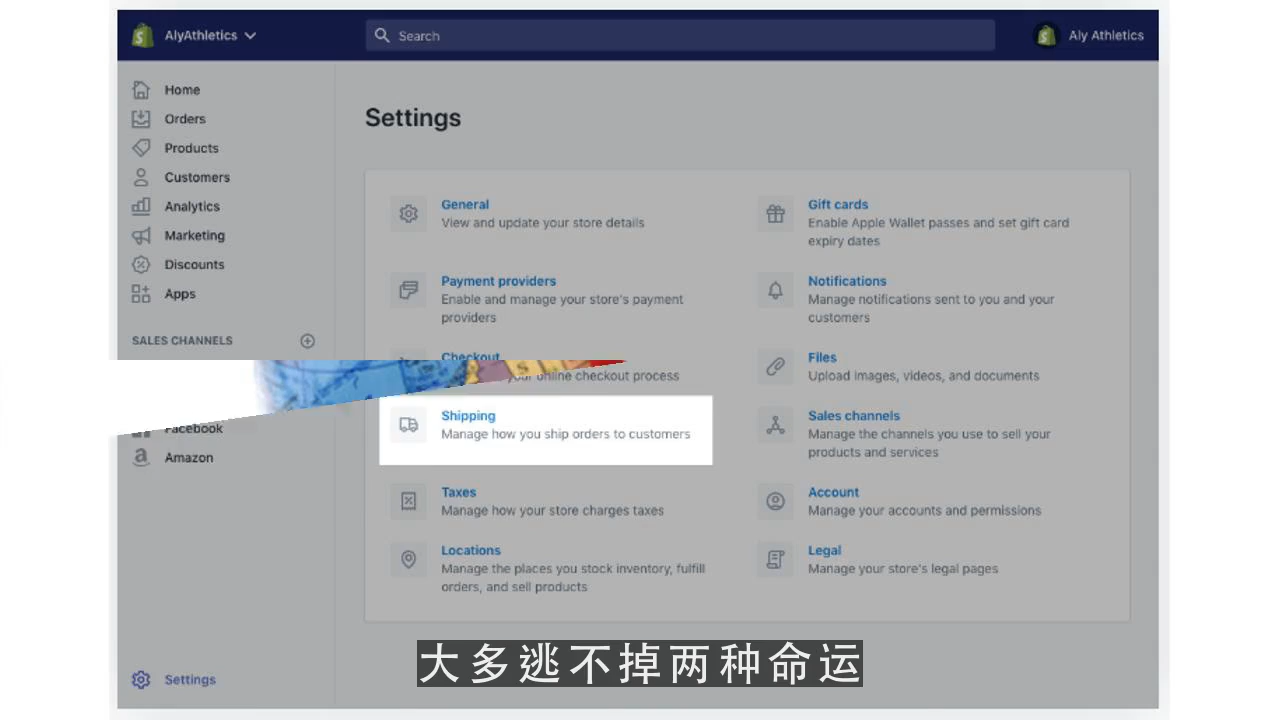 AlyAthletics
Search
Aly Athletics
Home
Orders
Products
Customers
Analytics
Marketing
Discounts
Apps
SALES CHANNELS
Facebook
Amazon
Settings
Settings
General
View and update your store details
Payment providers
Enable and manage your store's payment
providers
Checkout
your online checkout process
Shipping
Manage how you ship orders to customers
Taxes
Manage how your store charges taxes
Locations
Manage the places you stock inventory, fulfill
orders, and sell products
Gift cards
Enable Apple Wallet passes and set gift card
expiry dates
Notifications
Manage notifications sent to you and your
customers
Files
Upload images, videos, and documents
Sales channels
Manage the channels you use to sell your
products and services
Account
Manage your accounts and permissions
Legal
Manage your store's legal pages
大多逃不掉两种命运